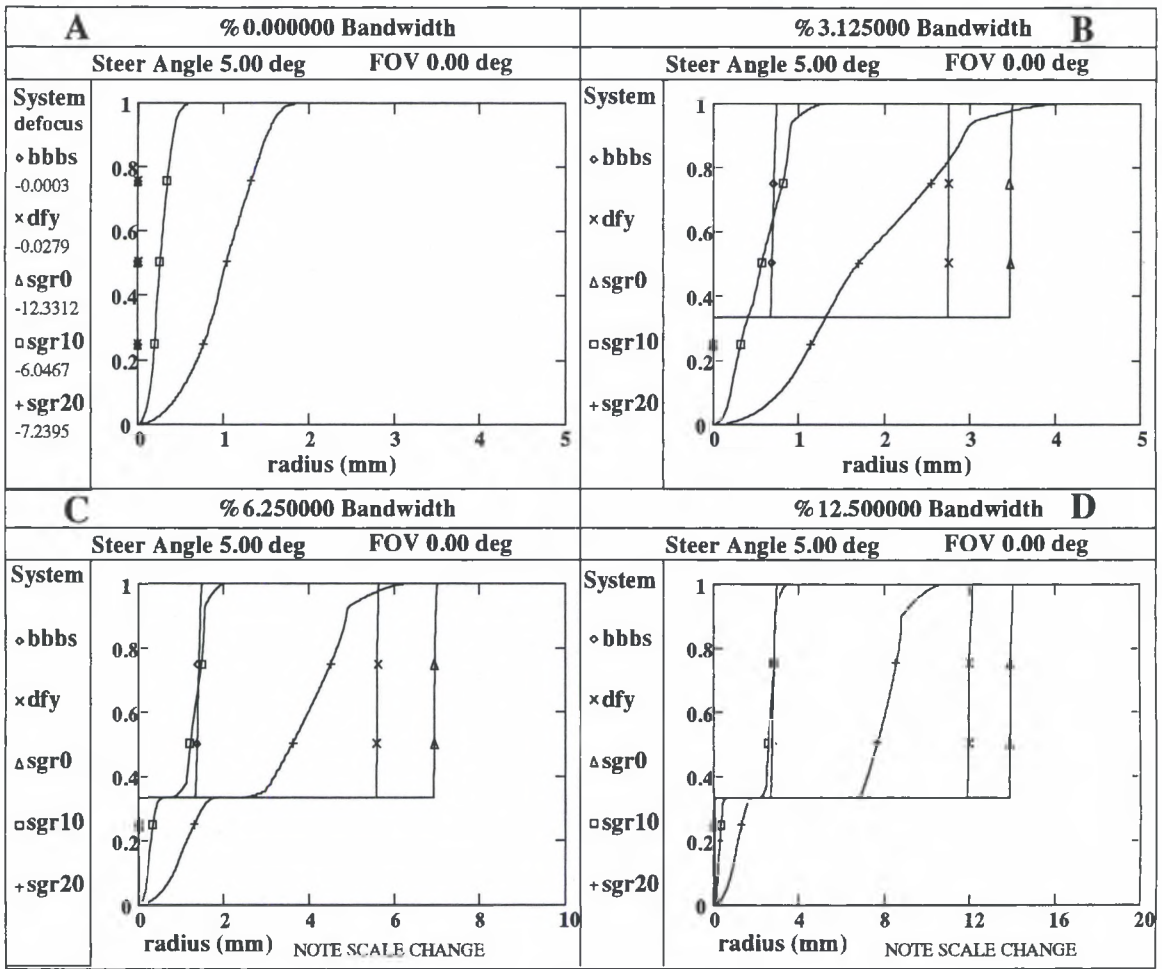 A % 0.000000 Bandwidth
Steer Angle 5.00 deg FOV 0.00 deg
System
defocus
bbbs
-0.0003
dfy
-0.0279
sgr0
-12.3312
sgr10
-6.0467
sgr20
-7.2395
1
0.8
0.6
0.4
0.2
0
0 1 2 3 4 5
radius (mm)
% 3.125000 Bandwidth B
Steer Angle 5.00 deg FOV 0.00 deg
System
bbbs
dfy
sgr0
sgr10
sgr20
1
0.8
0.6
0.4
0.2
0
0 1 2 3 4 5
radius (mm)
C % 6.250000 Bandwidth
Steer Angle 5.00 deg FOV 0.00 deg
System
bbbs
dfy
sgr0
sgr10
sgr20
1
0.8
0.6
0.4
0.2
0
0 2 4 6 8 10
radius (mm) NOTE SCALE CHANGE
% 12.500000 Bandwidth D
Steer Angle 5.00 deg FOV 0.00 deg
System
bbbs
dfy
sgr0
sgr10
sgr20
1
0.8
0.6
0.4
0.2
0
0 4 8 12 16 20
radius (mm) NOTE SCALE CHANGE